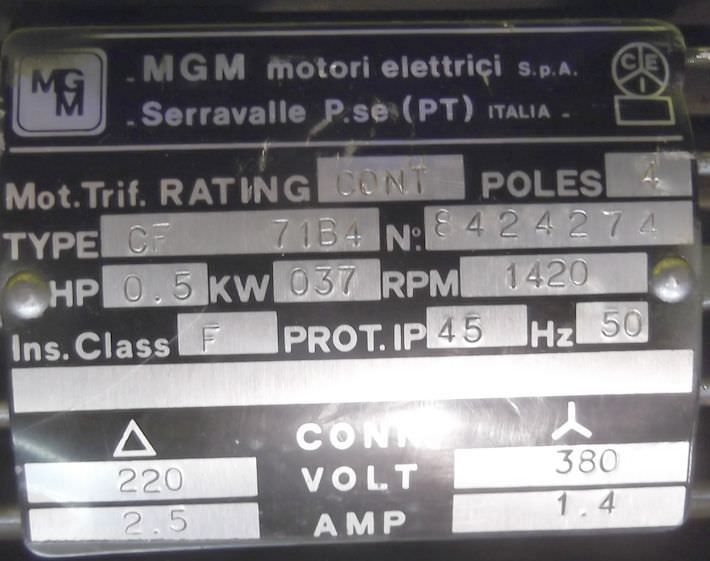 MGM
MGM motori elettrici S.p.A.
Serravalle P.se (PT) ITALIA
CEI
Mot.Trif. RATING CONT POLES 4
TYPE CF 71B4 N°. 8424274
HP 0.5 KW 037 RPM 1420
Ins.Class F PROT.IP 45 Hz 50
Δ CONN. 人
220 VOLT 380
2.5 AMP 1.4